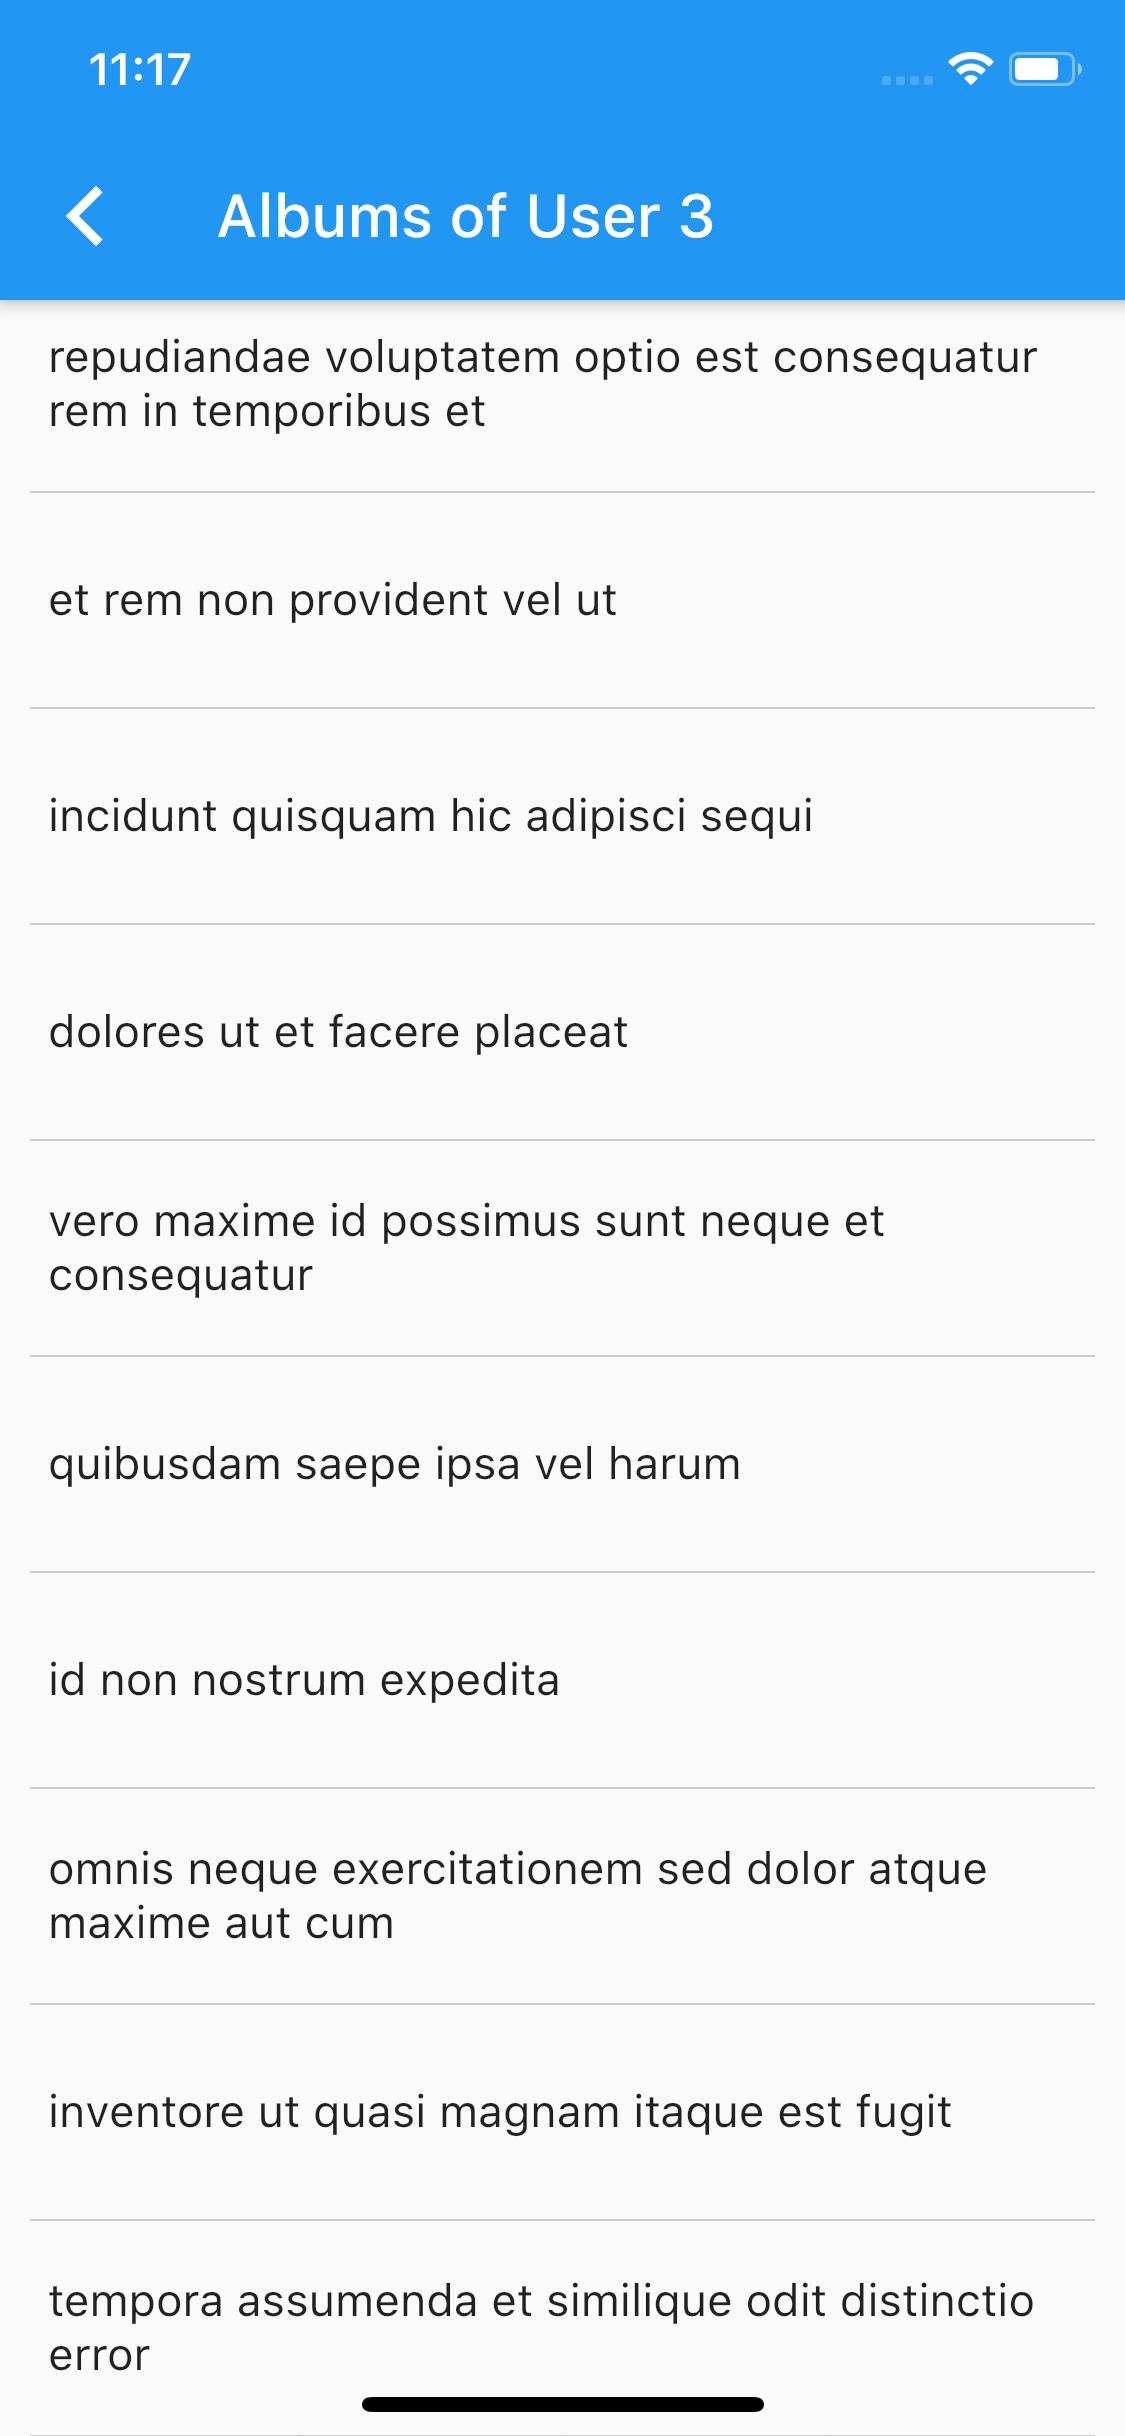 11:17
Albums of User 3
repudiandae voluptatem optio est consequatur
rem in temporibus et
et rem non provident vel ut
incidunt quisquam hic adipisci sequi
dolores ut et facere placeat
vero maxime id possimus sunt neque et
consequatur
quibusdam saepe ipsa vel harum
id non nostrum expedita
omnis neque exercitationem sed dolor atque
maxime aut cum
inventore ut quasi magnam itaque est fugit
tempora assumenda et similique odit distinctio
error